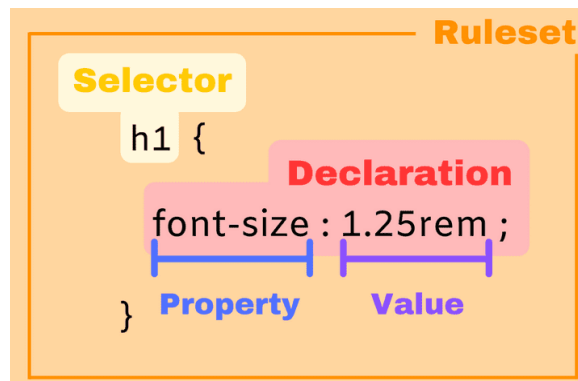 Ruleset
Selector
h1 {
Declaration
font-size : 1.25rem ;
Property Value
}